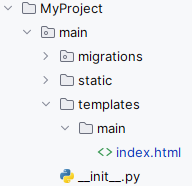 MyProject
main
migrations
static
templates
main
<> index.html
__init__.py